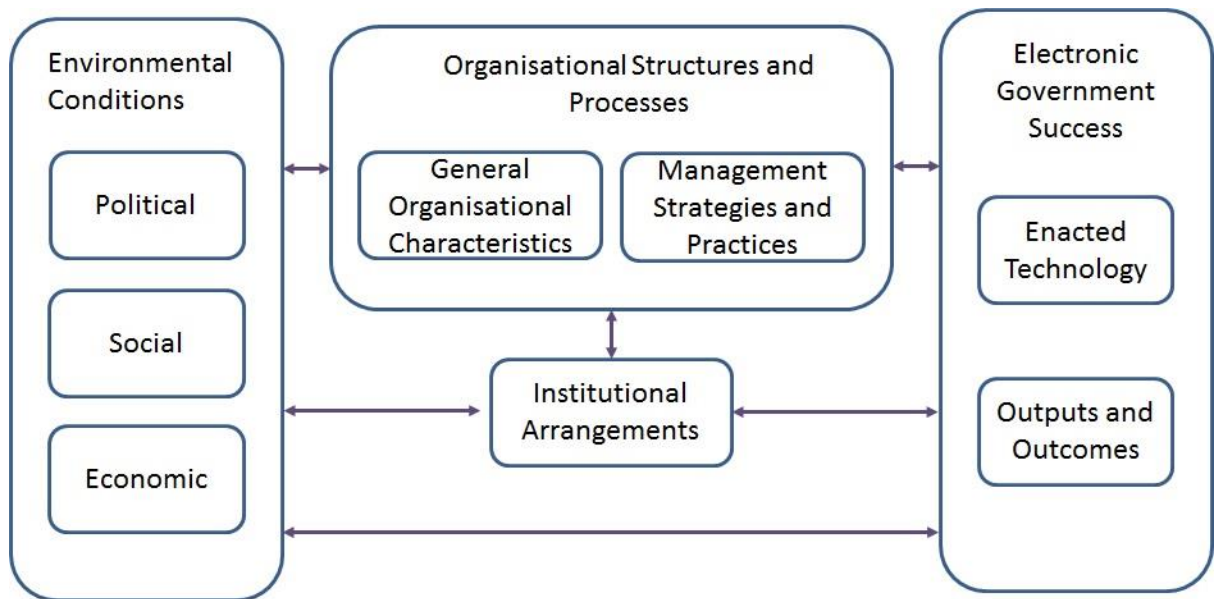 Environmental
Conditions
Political
Social
Economic
Organisational Structures and
Processes
General
Organisational
Characteristics
Management
Strategies and
Practices
Institutional
Arrangements
Electronic
Government
Success
Enacted
Technology
Outputs and
Outcomes